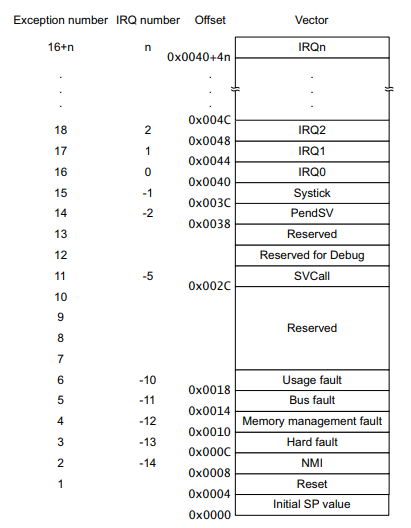 Exception number IRQ number Offset Vector
16+n n IRQn
0x0040+4n
. . . .
. . . .
. . . .
0x004C
18 2 IRQ2
0x0048
17 1 IRQ1
0x0044
16 0 IRQ0
0x0040
15 -1 Systick
0x003C
14 -2 PendSV
0x0038
13 Reserved
12 Reserved for Debug
11 -5 SVCall
0x002C
10
9
Reserved
8
7
6 -10 Usage fault
0x0018
5 -11 Bus fault
0x0014
4 -12 Memory management fault
0x0010
3 -13 Hard fault
0x000C
2 -14 NMI
0x0008
1 Reset
0x0004
Initial SP value
0x0000